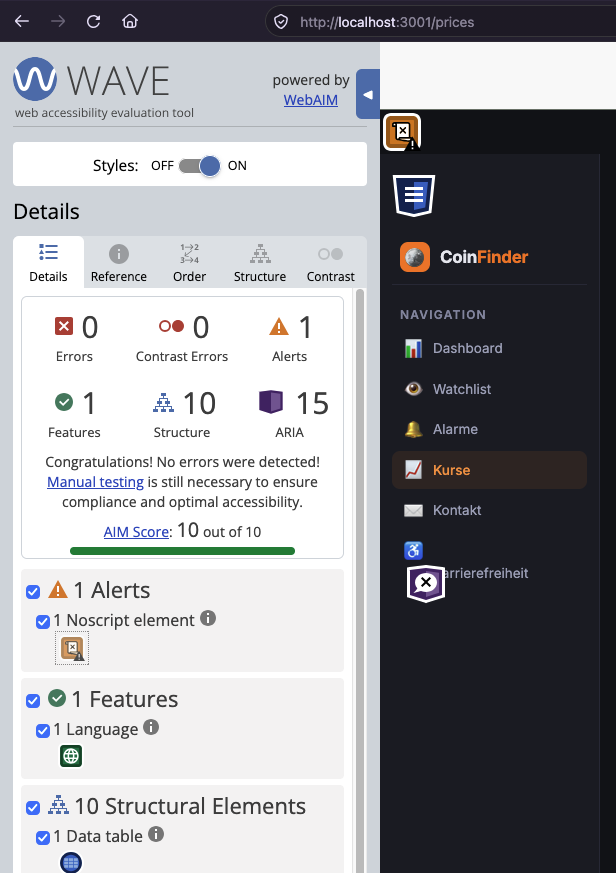 http://localhost:3001/prices
WAVE
web accessibility evaluation tool
powered by
WebAIM
Styles: OFF ON
Details
Details Reference Order Structure Contrast
0 Errors
0 Contrast Errors
1 Alerts
1 Features
10 Structure
15 ARIA
Congratulations! No errors were detected!
Manual testing is still necessary to ensure
compliance and optimal accessibility.
AIM Score: 10 out of 10
1 Alerts
1 Noscript element
1 Features
1 Language
10 Structural Elements
1 Data table
CoinFinder
NAVIGATION
Dashboard
Watchlist
Alarme
Kurse
Kontakt
arrierefreiheit